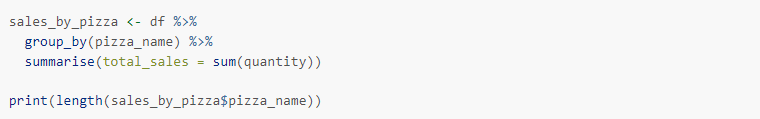 sales_by_pizza <- df %>%
  group_by(pizza_name) %>%
  summarise(total_sales = sum(quantity))

print(length(sales_by_pizza$pizza_name))